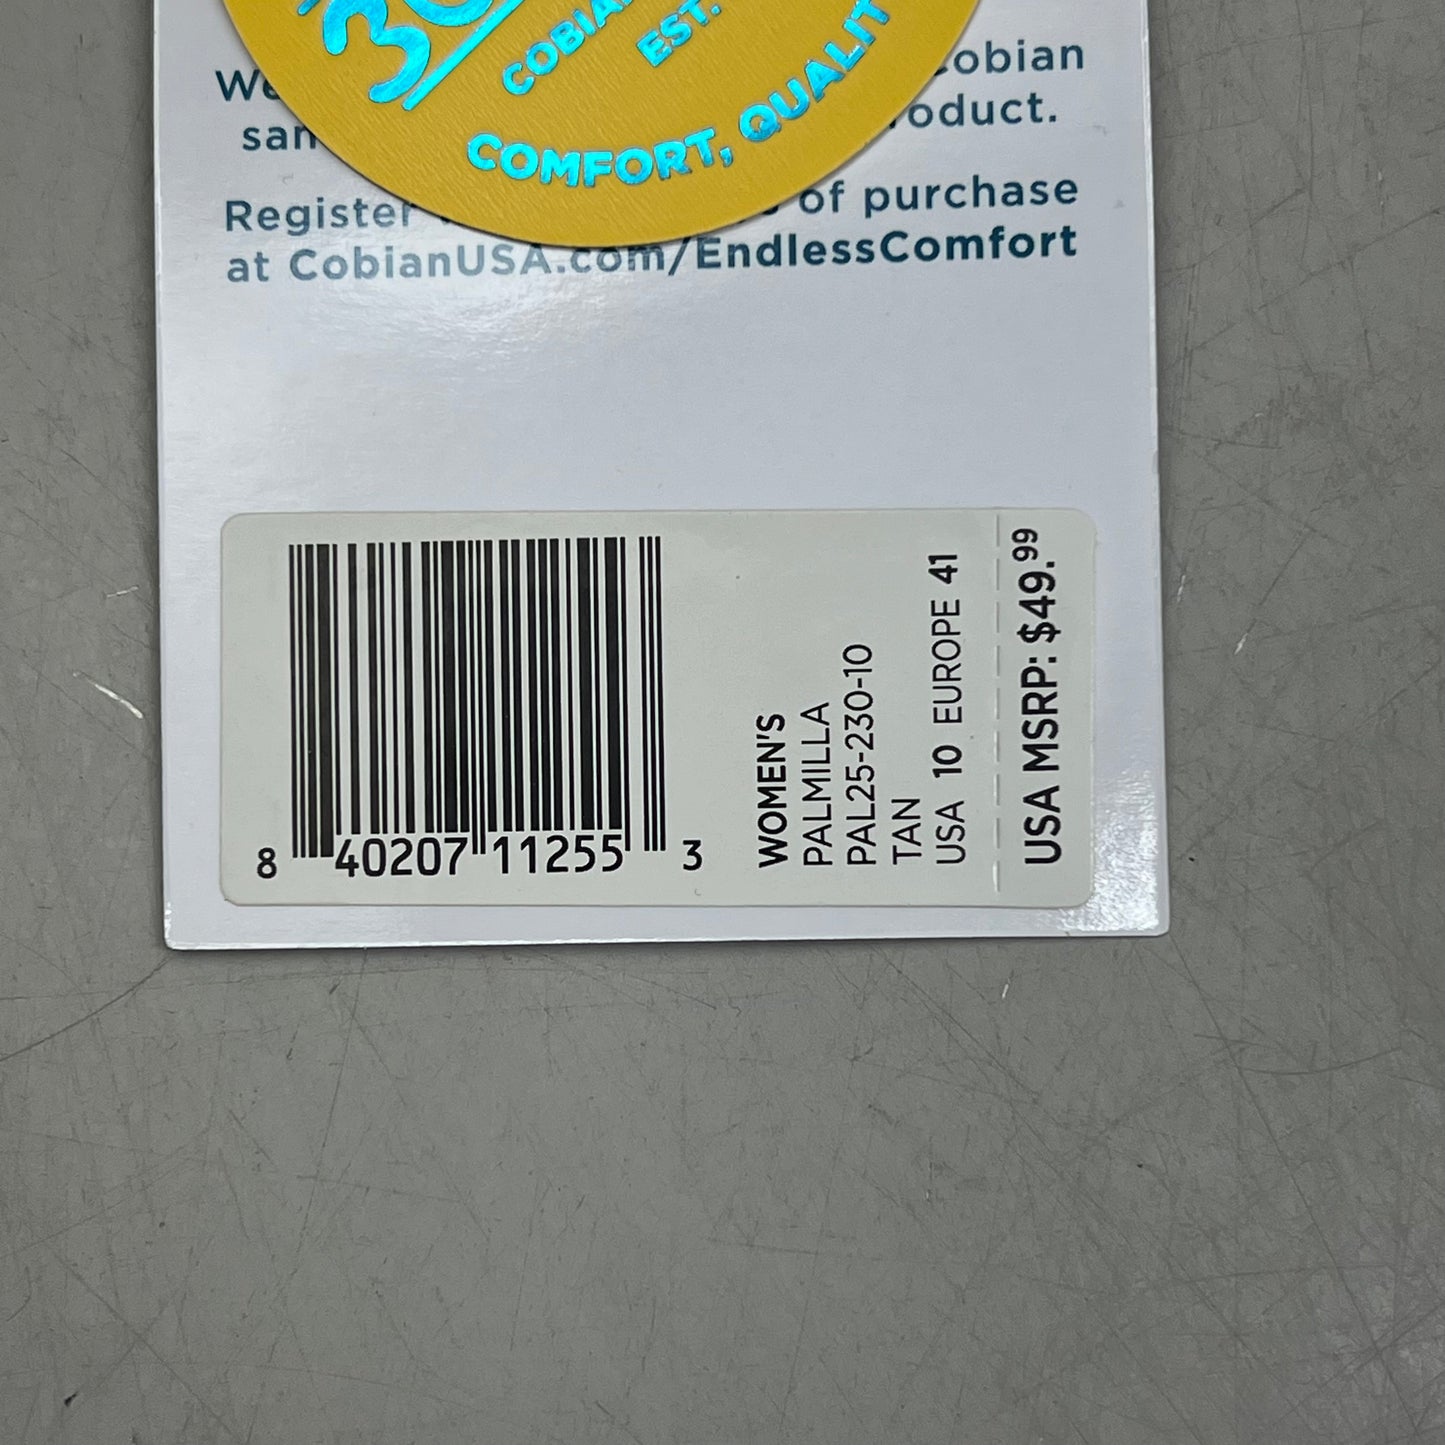 COBIAN
EST.
COMFORT, QUALIT
We
Cobian
san
oduct.
Register
of purchase
at CobianUSA.com/EndlessComfort
8 40207 11255 3
WOMEN'S
PALMILLA
PAL25-230-10
TAN
USA 10 EUROPE 41
USA MSRP: $49.99